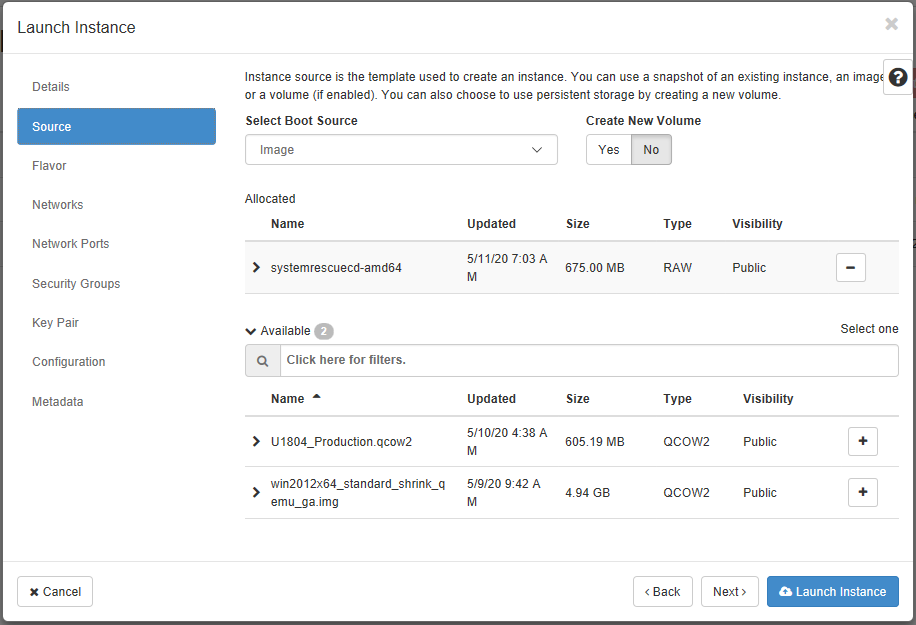 Launch Instance
×
Details
Source
Flavor
Networks
Network Ports
Security Groups
Key Pair
Configuration
Metadata
Instance source is the template used to create an instance. You can use a snapshot of an existing instance, an image
or a volume (if enabled). You can also choose to use persistent storage by creating a new volume.
?
Select Boot Source
Create New Volume
Image
Yes No
Allocated
Name Updated Size Type Visibility
systemrescuecd-amd64 5/11/20 7:03 A
M 675.00 MB RAW Public
Available 2 Select one
Click here for filters.
Name Updated Size Type Visibility
U1804_Production.qcow2 5/10/20 4:38 A
M 605.19 MB QCOW2 Public +
win2012x64_standard_shrink_q
emu_ga.img 5/9/20 9:42 A
M 4.94 GB QCOW2 Public +
× Cancel ‹ Back Next › Launch Instance